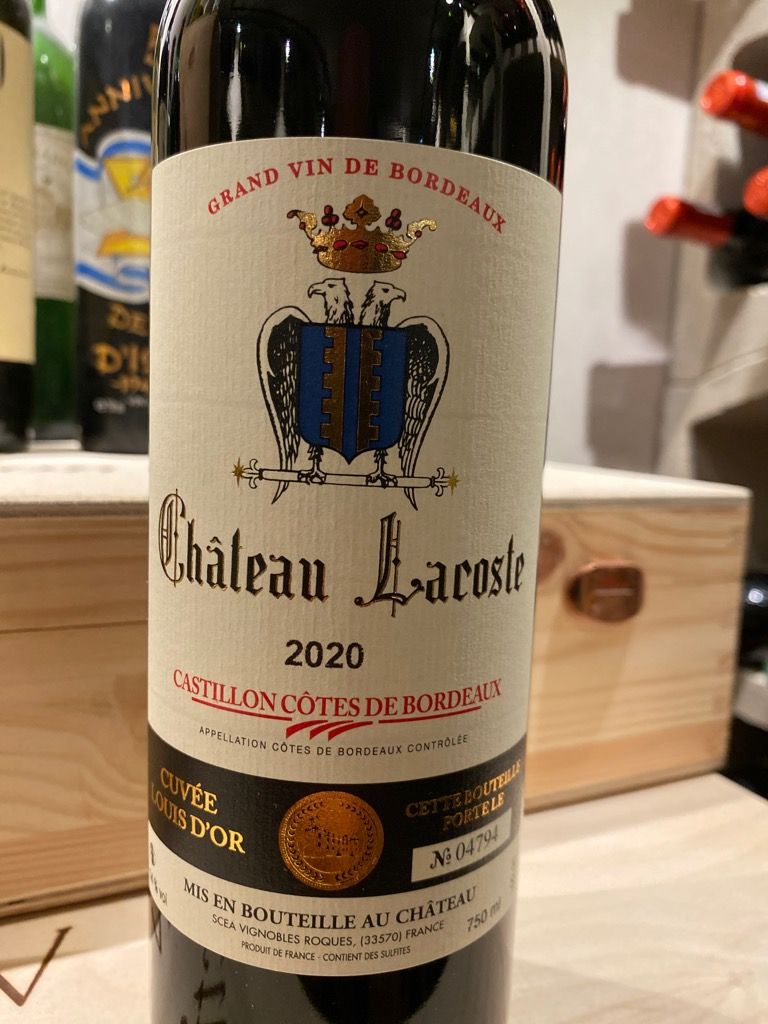 GRAND VIN DE BORDEAUX
Château Lacoste
2020
CASTILLON CÔTES DE BORDEAUX
APPELLATION CÔTES DE BORDEAUX CONTRÔLÉE
CUVÉE
LOUIS D'OR
CETTE BOUTEILLE
PORTE LE
№ 04794
% vol
MIS EN BOUTEILLE AU CHÂTEAU
750 ml
SCEA VIGNOBLES ROQUES, (33570) FRANCE
PRODUIT DE FRANCE - CONTIENT DES SULFITES